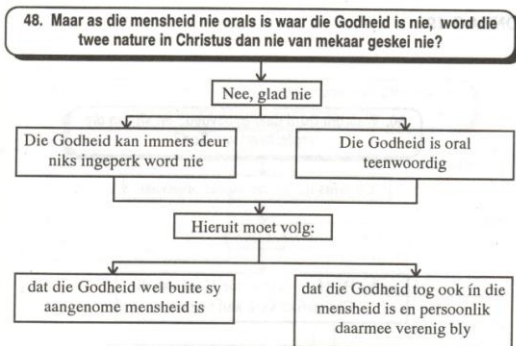 48. Maar as die mensheid nie orals is waar die Godheid is nie, word die
twee nature in Christus dan nie van mekaar geskei nie?
Nee, glad nie
Die Godheid kan immers deur
niks ingeperk word nie
Die Godheid is oral
teenwoordig
Hieruit moet volg:
dat die Godheid wel buite sy
aangenome mensheid is
dat die Godheid tog ook ín die
mensheid is en persoonlik
daarmee verenig bly